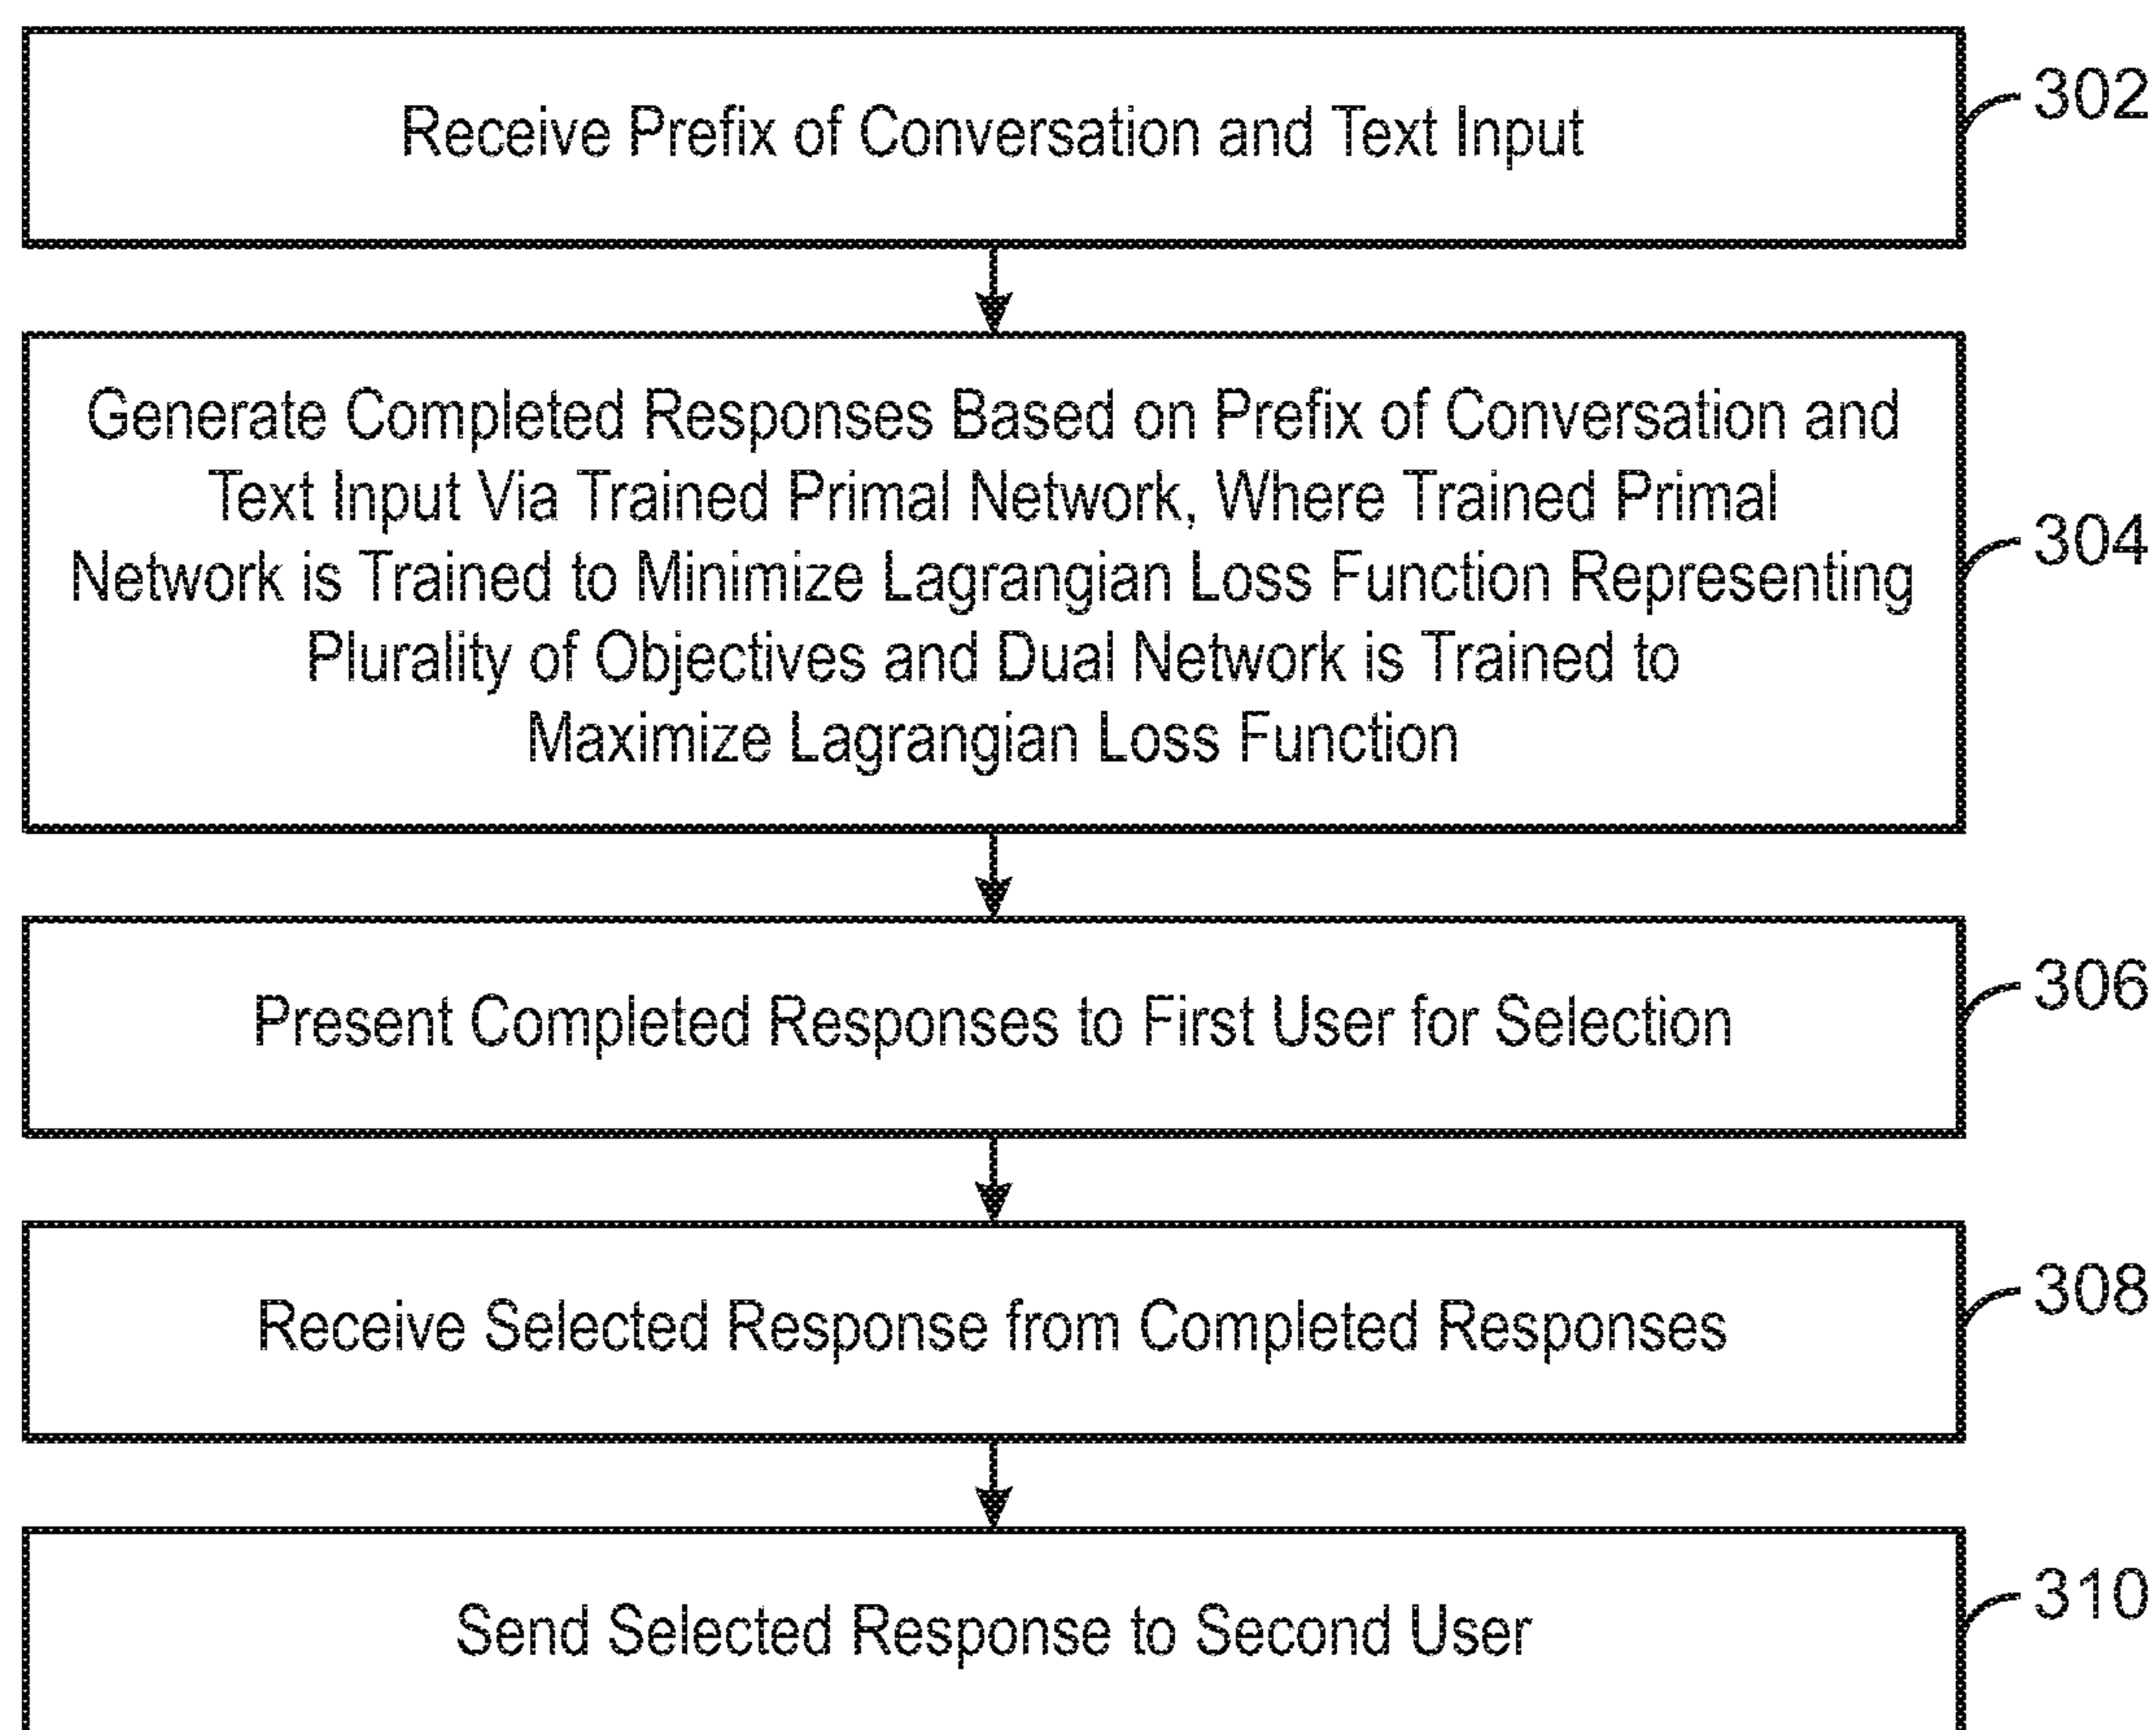 Receive Prefix of Conversation and Text Input
302
Generate Completed Responses Based on Prefix of Conversation and
Text Input Via Trained Primal Network, Where Trained Primal
Network is Trained to Minimize Lagrangian Loss Function Representing
Plurality of Objectives and Dual Network is Trained to
Maximize Lagrangian Loss Function
304
Present Completed Responses to First User for Selection
306
Receive Selected Response from Completed Responses
308
Send Selected Response to Second User
310